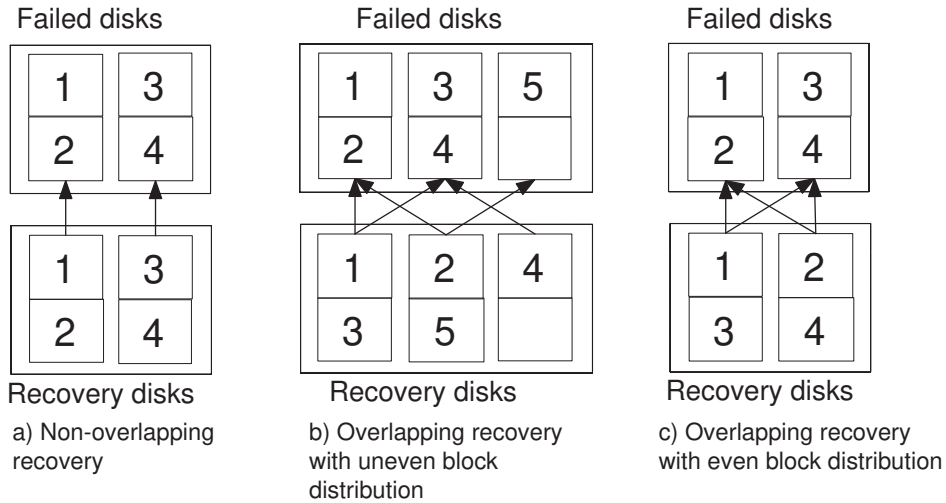 Failed disks
1 3
2 4
1 3
2 4
Recovery disks
a) Non-overlapping
recovery
Failed disks
1 3 5
2 4
1 2 4
3 5
Recovery disks
b) Overlapping recovery
with uneven block
distribution
Failed disks
1 3
2 4
1 2
3 4
Recovery disks
c) Overlapping recovery
with even block distribution